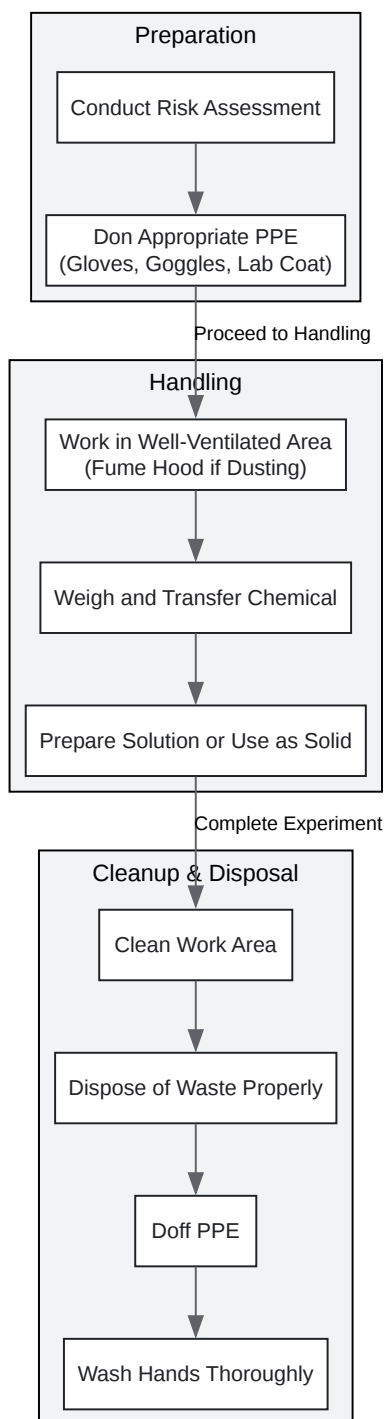 Preparation
Conduct Risk Assessment
Don Appropriate PPE
(Gloves, Goggles, Lab Coat)
Proceed to Handling
Handling
Work in Well-Ventilated Area
(Fume Hood if Dusting)
Weigh and Transfer Chemical
Prepare Solution or Use as Solid
Complete Experiment
Cleanup & Disposal
Clean Work Area
Dispose of Waste Properly
Doff PPE
Wash Hands Thoroughly